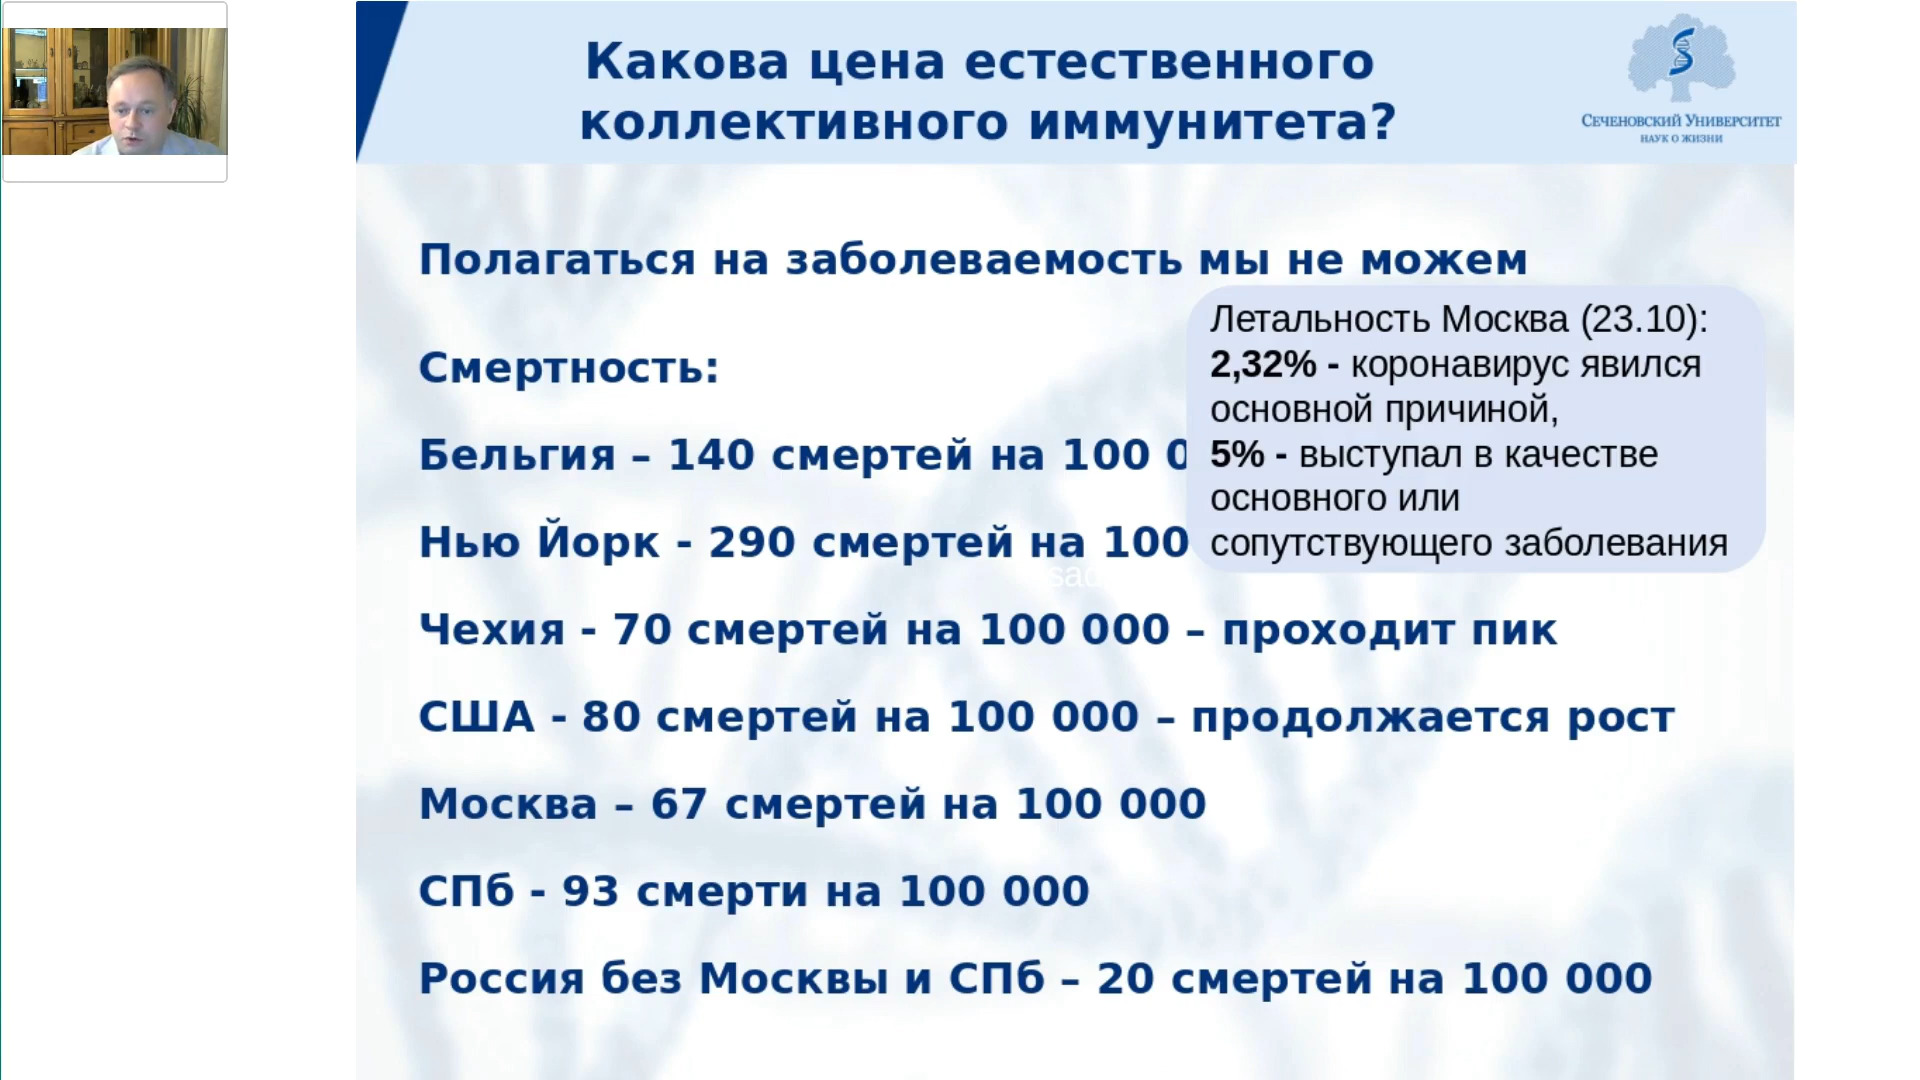 Какова цена естественного
коллективного иммунитета?
Сеченовский Университет
наук о жизни
Полагаться на заболеваемость мы не можем
Смертность:
Бельгия – 140 смертей на 100 0
Нью Йорк - 290 смертей на 100
Чехия - 70 смертей на 100 000 – проходит пик
США - 80 смертей на 100 000 – продолжается рост
Москва – 67 смертей на 100 000
СПб - 93 смерти на 100 000
Россия без Москвы и СПб – 20 смертей на 100 000
Летальность Москва (23.10):
2,32% - коронавирус явился
основной причиной,
5% - выступал в качестве
основного или
сопутствующего заболевания